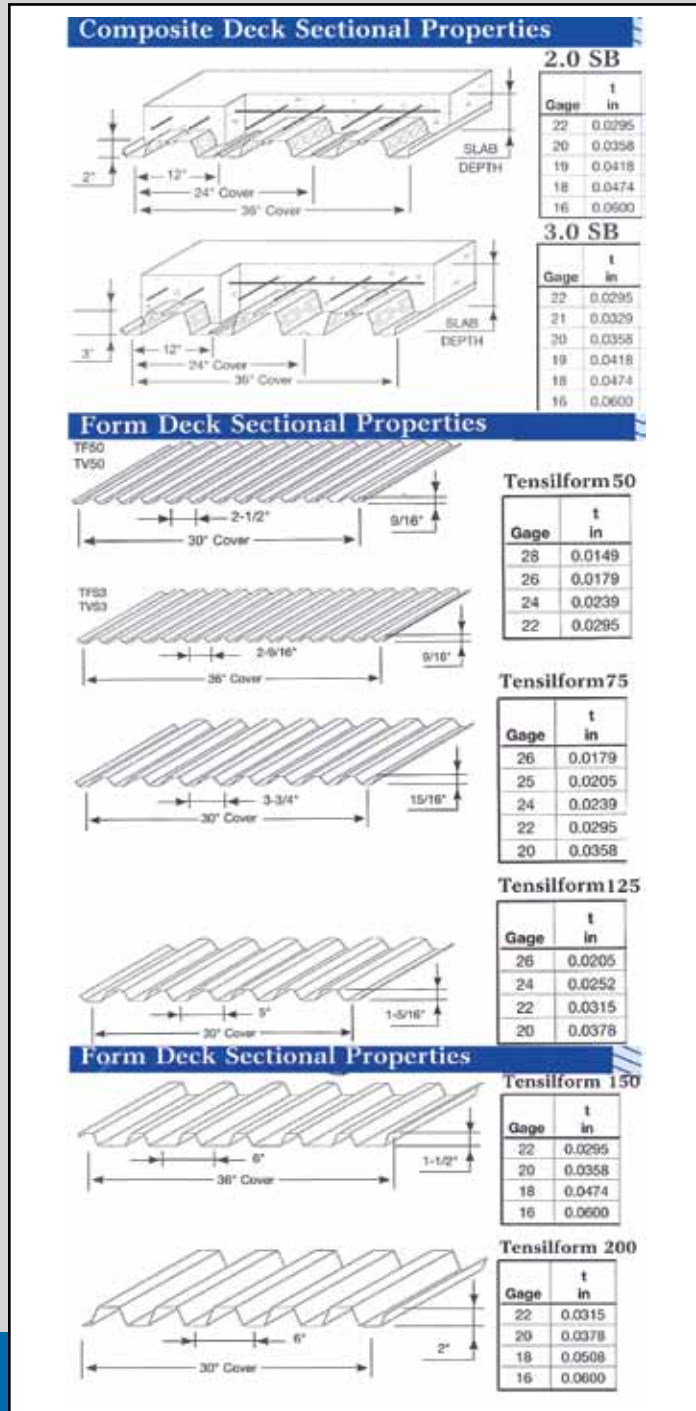 Composite Deck Sectional Properties
2.0 SB
t
Gage in
22 0.0295
20 0.0358
19 0.0418
18 0.0474
16 0.0600
2"
12"
24" Cover
36" Cover
SLAB
DEPTH
3.0 SB
t
Gage in
22 0.0295
21 0.0329
20 0.0358
19 0.0418
18 0.0474
16 0.0600
3"
12"
24" Cover
36" Cover
SLAB
DEPTH
Form Deck Sectional Properties
TF50
TV50
2-1/2"
30" Cover
9/16"
Tensilform 50
t
Gage in
28 0.0149
26 0.0179
24 0.0239
22 0.0295
TFS3
TVS3
2-9/16"
36" Cover
9/16"
Tensilform 75
t
Gage in
26 0.0179
25 0.0205
24 0.0239
22 0.0295
20 0.0358
3-3/4"
30" Cover
15/16"
Tensilform 125
t
Gage in
26 0.0205
24 0.0252
22 0.0315
20 0.0378
5"
30" Cover
1-5/16"
Form Deck Sectional Properties
Tensilform 150
t
Gage in
22 0.0295
20 0.0358
18 0.0474
16 0.0600
6"
36" Cover
1-1/2"
Tensilform 200
t
Gage in
22 0.0315
20 0.0378
18 0.0508
16 0.0600
6"
30" Cover
2"